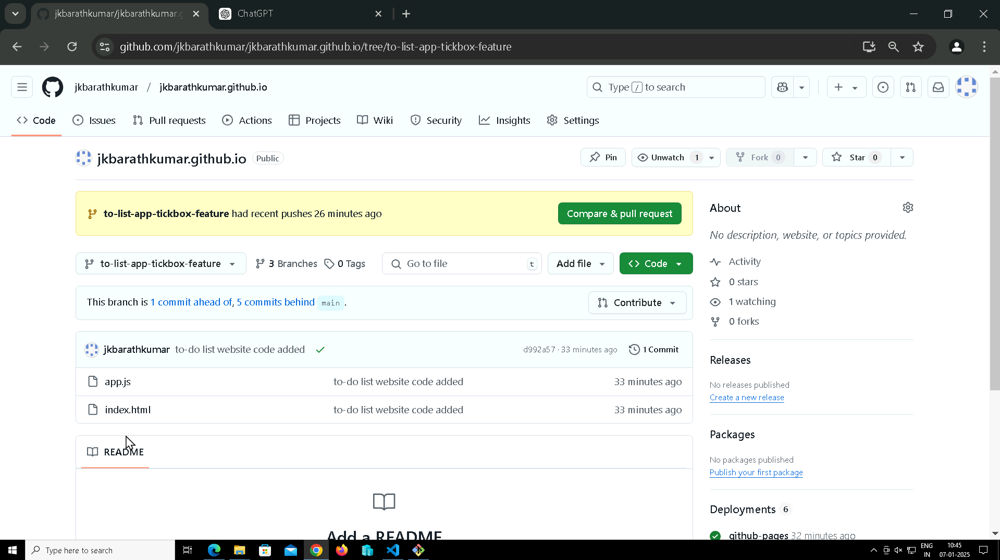 jkbarathkumar/jkbarathkumar.g
ChatGPT
github.com/jkbarathkumar/jkbarathkumar.github.io/tree/to-list-app-tickbox-feature
jkbarathkumar / jkbarathkumar.github.io
Type / to search
Code
Issues
Pull requests
Actions
Projects
Wiki
Security
Insights
Settings
jkbarathkumar.github.io Public
Pin
Unwatch 1
Fork 0
Star 0
to-list-app-tickbox-feature had recent pushes 26 minutes ago
Compare & pull request
to-list-app-tickbox-feature
3 Branches
0 Tags
Go to file t
Add file
<> Code
This branch is 1 commit ahead of, 5 commits behind main.
Contribute
jkbarathkumar to-do list website code added
d992a57 · 33 minutes ago
1 Commit
app.js to-do list website code added 33 minutes ago
index.html to-do list website code added 33 minutes ago
README
Add a README
About
No description, website, or topics provided.
Activity
0 stars
1 watching
0 forks
Releases
No releases published
Create a new release
Packages
No packages published
Publish your first package
Deployments 6
github-pages 32 minutes ago
Type here to search
ENG
IN
10:45
07-01-2025